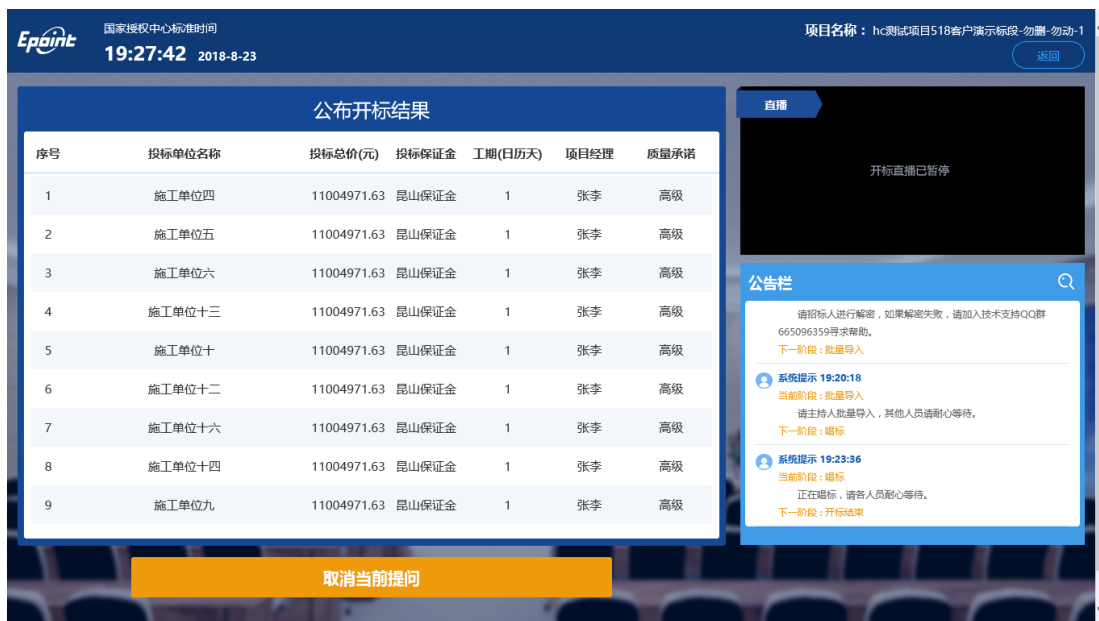 Epoint
国家授权中心标准时间
19:27:42 2018-8-23
项目名称：hc测试项目518客户演示标段-勿删-勿动-1
返回
公布开标结果
序号 投标单位名称 投标总价(元) 投标保证金 工期(日历天) 项目经理 质量承诺
1 施工单位四 11004971.63 昆山保证金 1 张李 高级
2 施工单位五 11004971.63 昆山保证金 1 张李 高级
3 施工单位六 11004971.63 昆山保证金 1 张李 高级
4 施工单位十三 11004971.63 昆山保证金 1 张李 高级
5 施工单位十 11004971.63 昆山保证金 1 张李 高级
6 施工单位十二 11004971.63 昆山保证金 1 张李 高级
7 施工单位十六 11004971.63 昆山保证金 1 张李 高级
8 施工单位十四 11004971.63 昆山保证金 1 张李 高级
9 施工单位九 11004971.63 昆山保证金 1 张李 高级
取消当前提问
直播
开标直播已暂停
公告栏
请招标人进行解密，如果解密失败，请加入技术支持QQ群
665096359寻求帮助。
下一阶段 : 批量导入
系统提示 19:20:18
当前阶段 : 批量导入
请主持人批量导入，其他人员请耐心等待。
下一阶段 : 唱标
系统提示 19:23:36
当前阶段 : 唱标
正在唱标，请各人员耐心等待。
下一阶段 : 开标结束